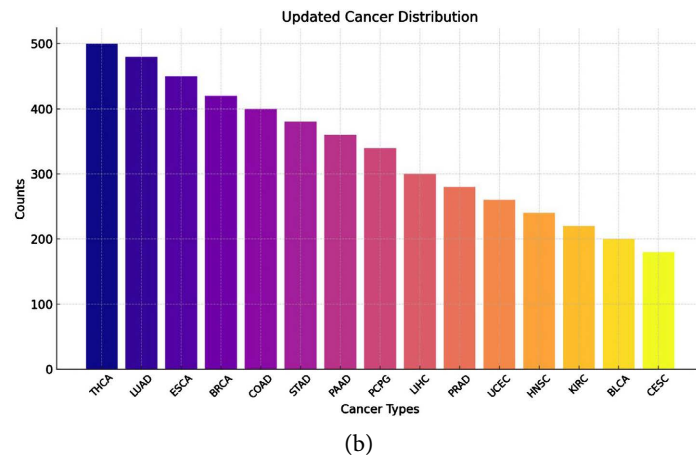 Updated Cancer Distribution
500
400
300
200
100
0
Counts
THCA LUAD ESCA BRCA COAD STAD PAAD PCPG LIHC PRAD UCEC HNSC KIRC BLCA CESC
Cancer Types
(b)